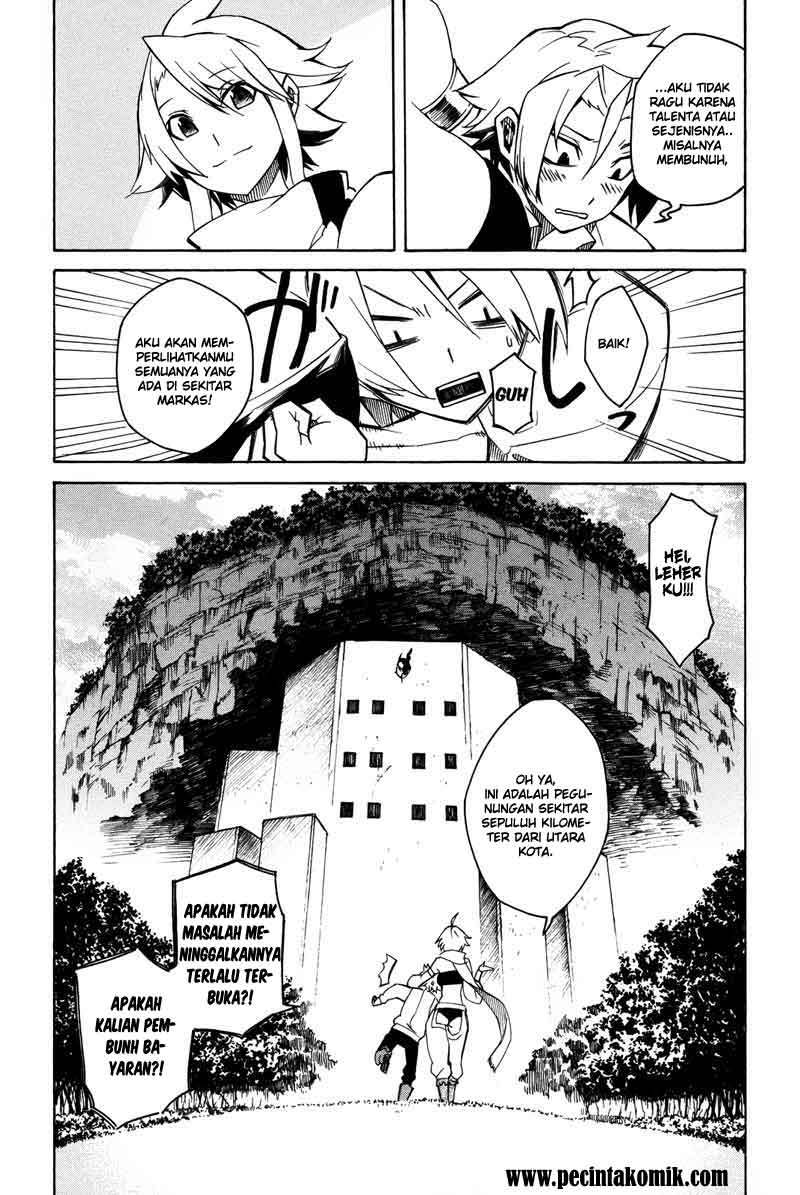 ...AKU TIDAK
RAGU KARENA
TALENTA ATAU
SEJENISNYA..
MISALNYA
MEMBUNUH,
BAIK!
GUH
AKU AKAN MEM-
PERLIHATKANMU
SEMUANYA YANG
ADA DI SEKITAR
MARKAS!
HEI,
LEHER
KU!!!
OH YA,
INI ADALAH PEGU-
NUNGAN SEKITAR
SEPULUH KILOME-
TER DARI UTARA
KOTA.
APAKAH TIDAK
MASALAH ME-
NINGGALKANNYA
TERLALU TER-
BUKA?!
APAKAH
KALIAN PEM-
BUNH BA-
YARAN?!
www.pecintakomik.com